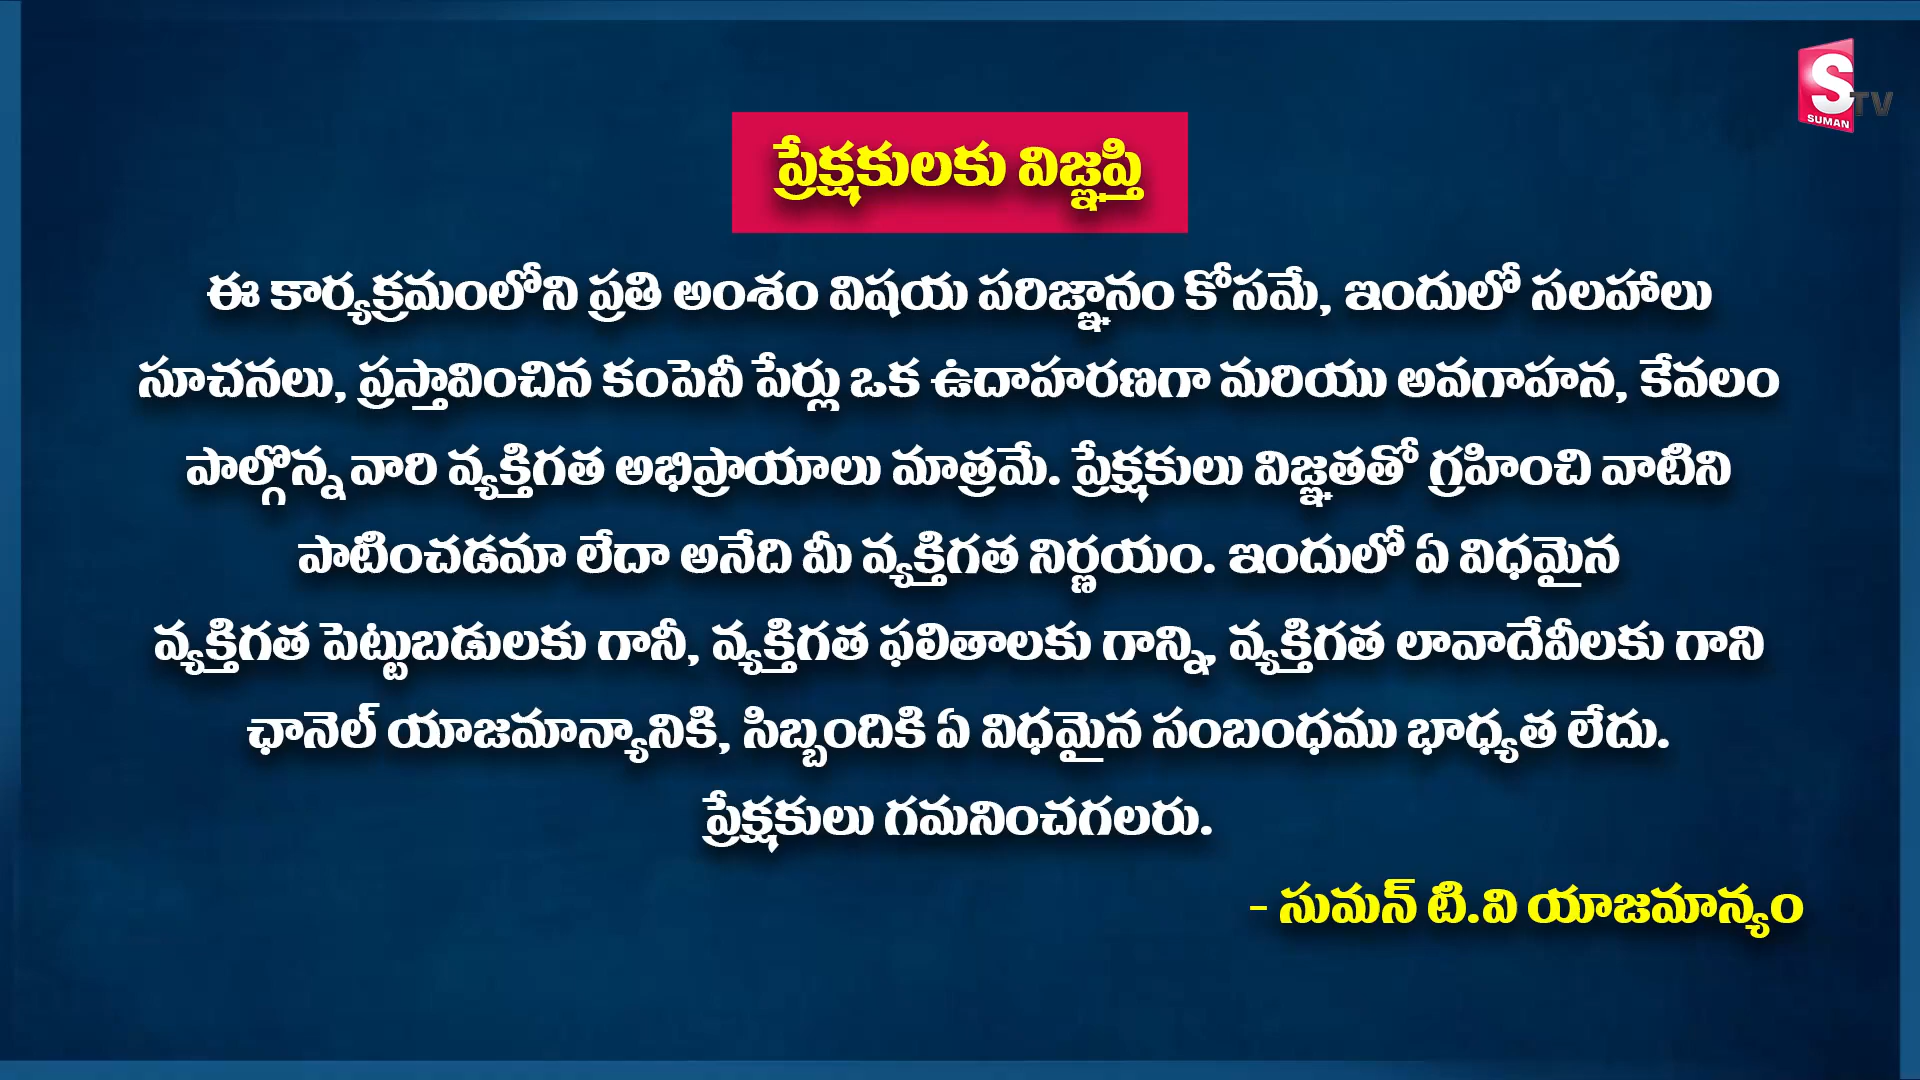 S
TV
SUMAN
ప్రేక్షకులకు విజ్ఞప్తి
ఈ కార్యక్రమంలోని ప్రతి అంశం విషయ పరిజ్ఞానం కోసమే, ఇందులో సలహాలు
సూచనలు, ప్రస్తావించిన కంపెనీ పేర్లు ఒక ఉదాహరణగా మరియు అవగాహన, కేవలం
పాల్గొన్న వారి వ్యక్తిగత అభిప్రాయాలు మాత్రమే. ప్రేక్షకులు విజ్ఞతతో గ్రహించి వాటిని
పాటించడమా లేదా అనేది మీ వ్యక్తిగత నిర్ణయం. ఇందులో ఏ విధమైన
వ్యక్తిగత పెట్టుబడులకు గానీ, వ్యక్తిగత ఫలితాలకు గాన్ని, వ్యక్తిగత లావాదేవీలకు గాని
ఛానెల్ యాజమాన్యానికి, సిబ్బందికి ఏ విధమైన సంబంధము భాధ్యత లేదు.
ప్రేక్షకులు గమనించగలరు.
- సుమన్ టి.వి యాజమాన్యం